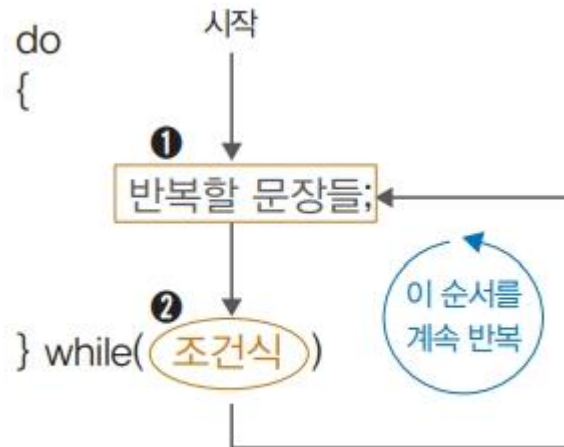 시작
do
{
❶
반복할 문장들;
❷
} while( 조건식 )
이 순서를
계속 반복